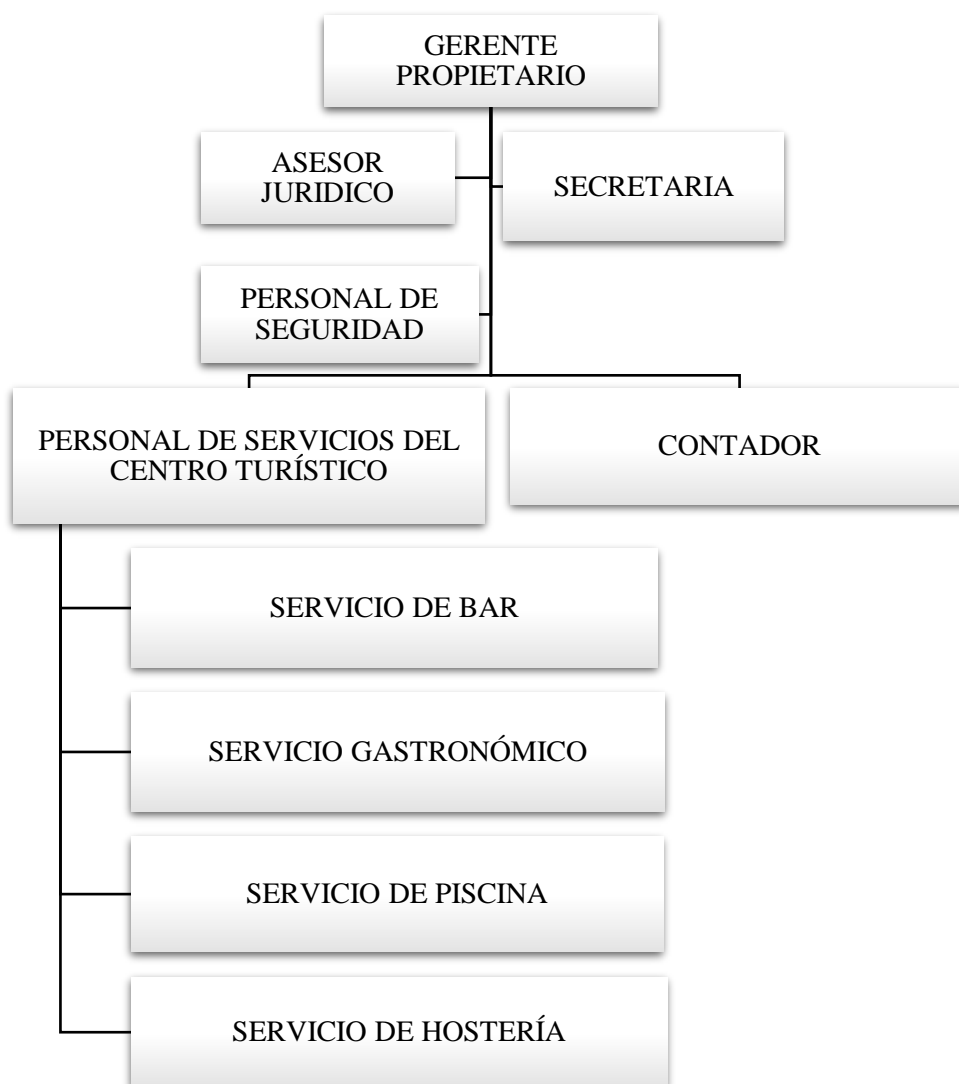 GERENTE
PROPIETARIO
ASESOR
JURIDICO
SECRETARIA
PERSONAL DE
SEGURIDAD
PERSONAL DE SERVICIOS DEL
CENTRO TURÍSTICO
CONTADOR
SERVICIO DE BAR
SERVICIO GASTRONÓMICO
SERVICIO DE PISCINA
SERVICIO DE HOSTERÍA